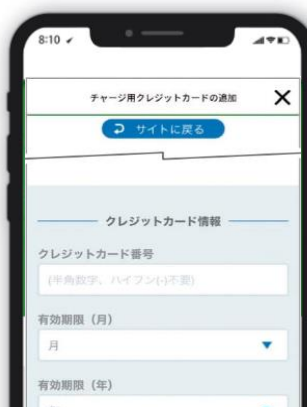 8:10
チャージ用クレジットカードの追加
サイトに戻る
クレジットカード情報
クレジットカード番号
(半角数字、ハイフン(-)不要)
有効期限（月）
月
有効期限（年）